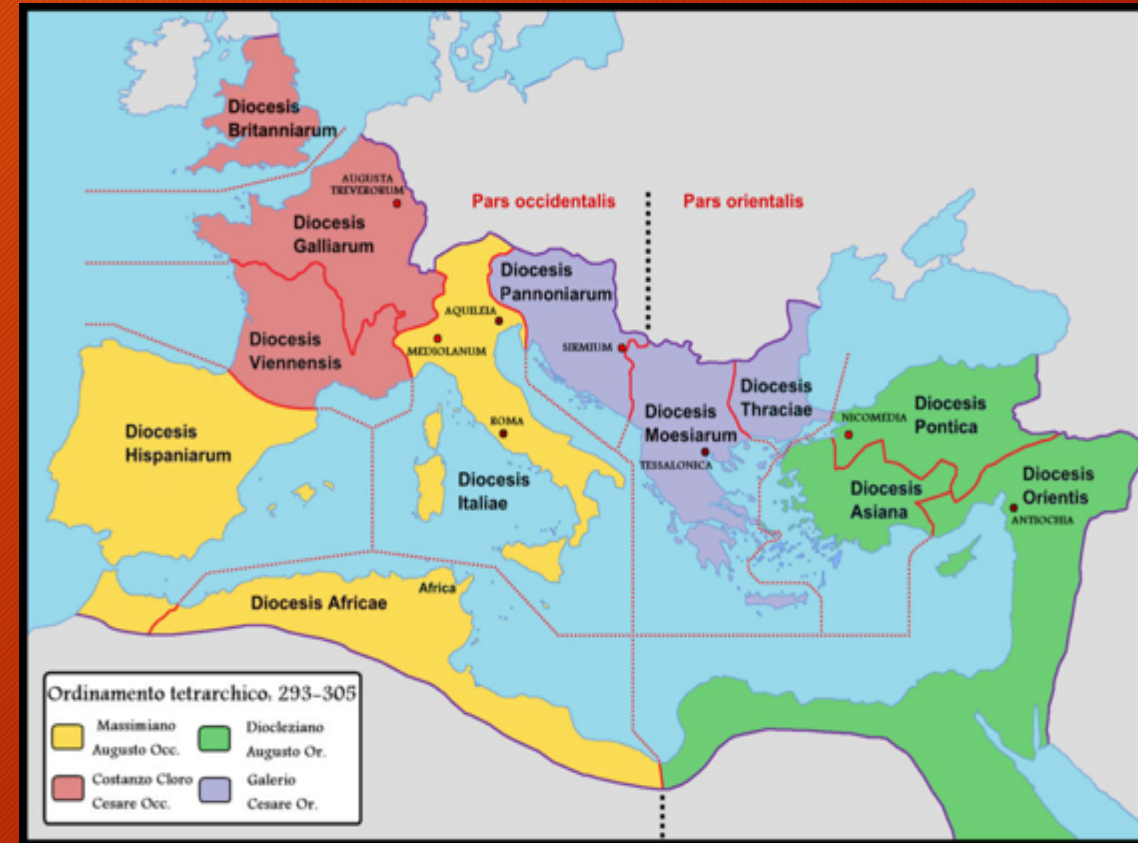 Diocesis
Britanniarum
AUGUSTA
TREVERORUM
Pars occidentalis
Pars orientalis
Diocesis
Galliarum
Diocesis
Pannoniarum
AQUILEIA
Diocesis
Viennensis
MEDIOLANUM
SIRMIUM
Diocesis
Thraciae
NICOMEDIA
Diocesis
Pontica
Diocesis
Hispaniarum
ROMA
Diocesis
Moesiarum
TESSALONICA
Diocesis
Italiae
Diocesis
Asiana
Diocesis
Orientis
ANTIOCHIA
Africa
Diocesis Africae
Ordinamento tetrarchico: 293-305
Massimiano
Augusto Occ.
Diocleziano
Augusto Or.
Costanzo Cloro
Cesare Occ.
Galerio
Cesare Or.